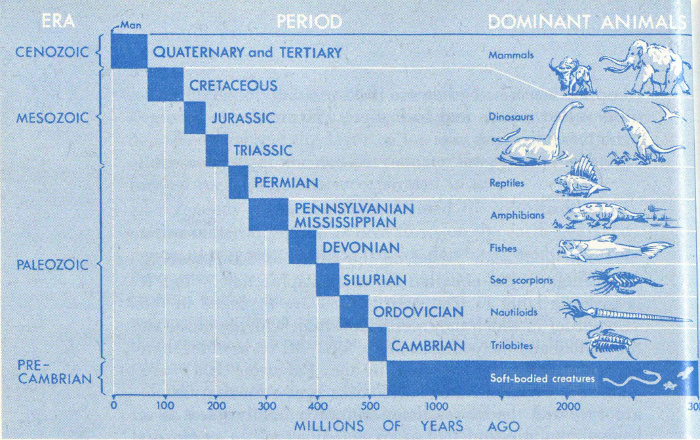 ERA PERIOD DOMINANT ANIMALS
Man
CENOZOIC QUATERNARY and TERTIARY Mammals
CRETACEOUS
MESOZOIC JURASSIC Dinosaurs
TRIASSIC
PERMIAN Reptiles
PENNSYLVANIAN
MISSISSIPPIAN Amphibians
DEVONIAN Fishes
PALEOZOIC
SILURIAN Sea scorpions
ORDOVICIAN Nautiloids
CAMBRIAN Trilobites
PRE-
CAMBRIAN Soft-bodied creatures
0 100 200 300 400 500 1000 2000
MILLIONS OF YEARS AGO